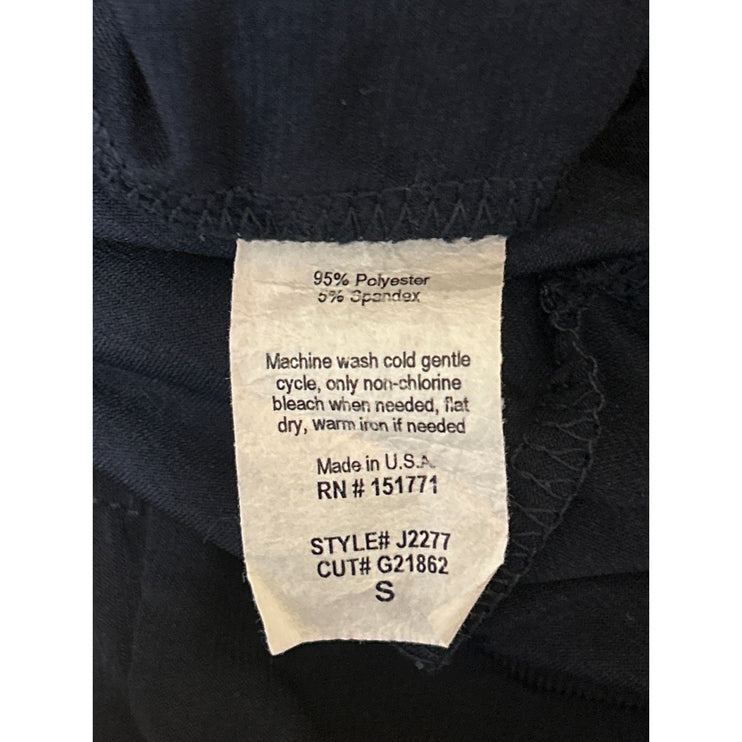 95% Polyester
5% Spandex
Machine wash cold gentle
cycle, only non-chlorine
bleach when needed, flat
dry, warm iron if needed
Made in U.S.A.
RN # 151771
STYLE# J2277
CUT# G21862
S